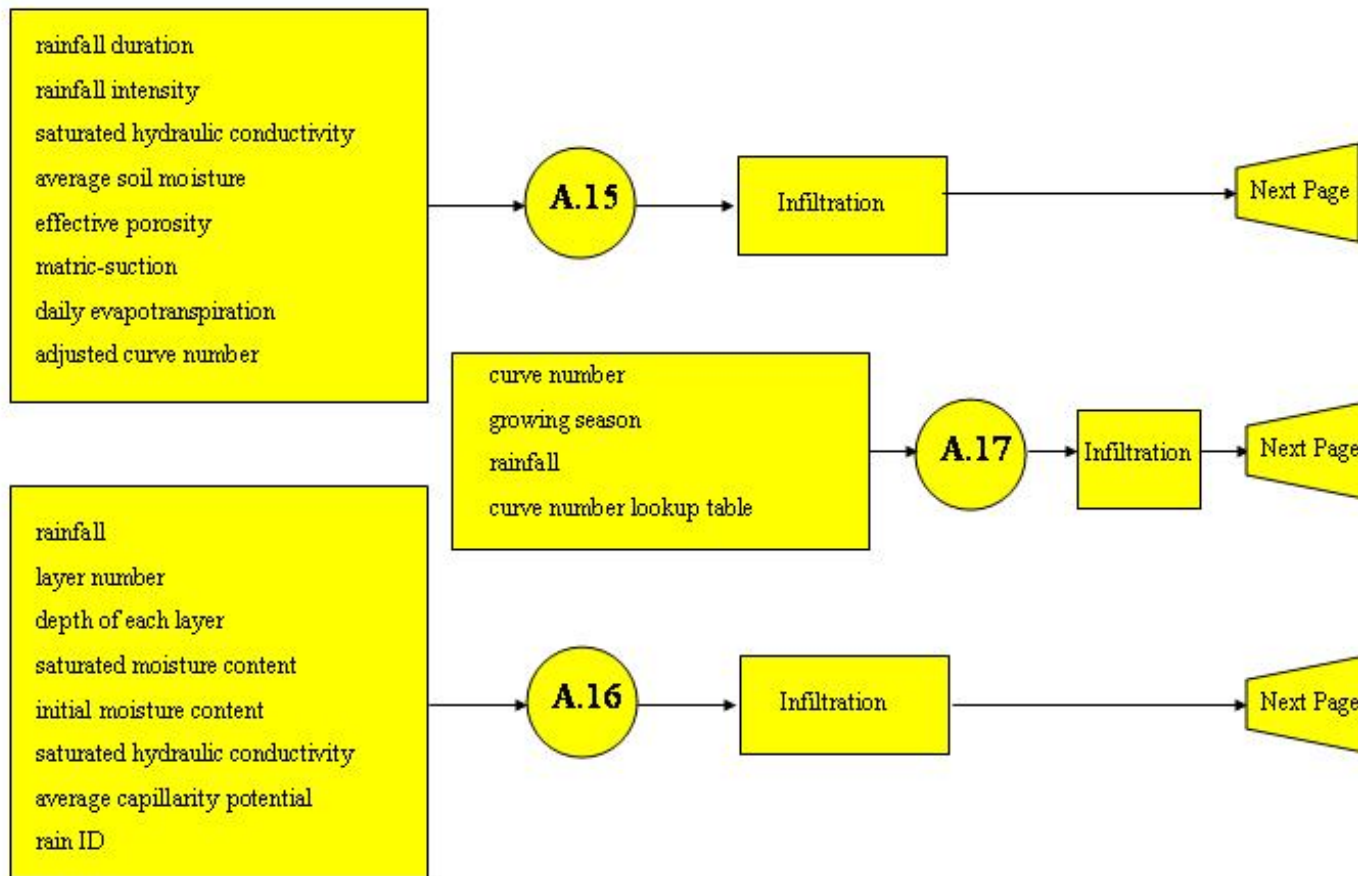 rainfall duration
rainfall intensity
saturated hydraulic conductivity
average soil moisture
effective porosity
matric-suction
daily evapotranspiration
adjusted curve number
A.15
Infiltration
Next Page
curve number
growing season
rainfall
curve number lookup table
A.17
Infiltration
Next Page
rainfall
layer number
depth of each layer
saturated moisture content
initial moisture content
saturated hydraulic conductivity
average capillarity potential
rain ID
A.16
Infiltration
Next Page